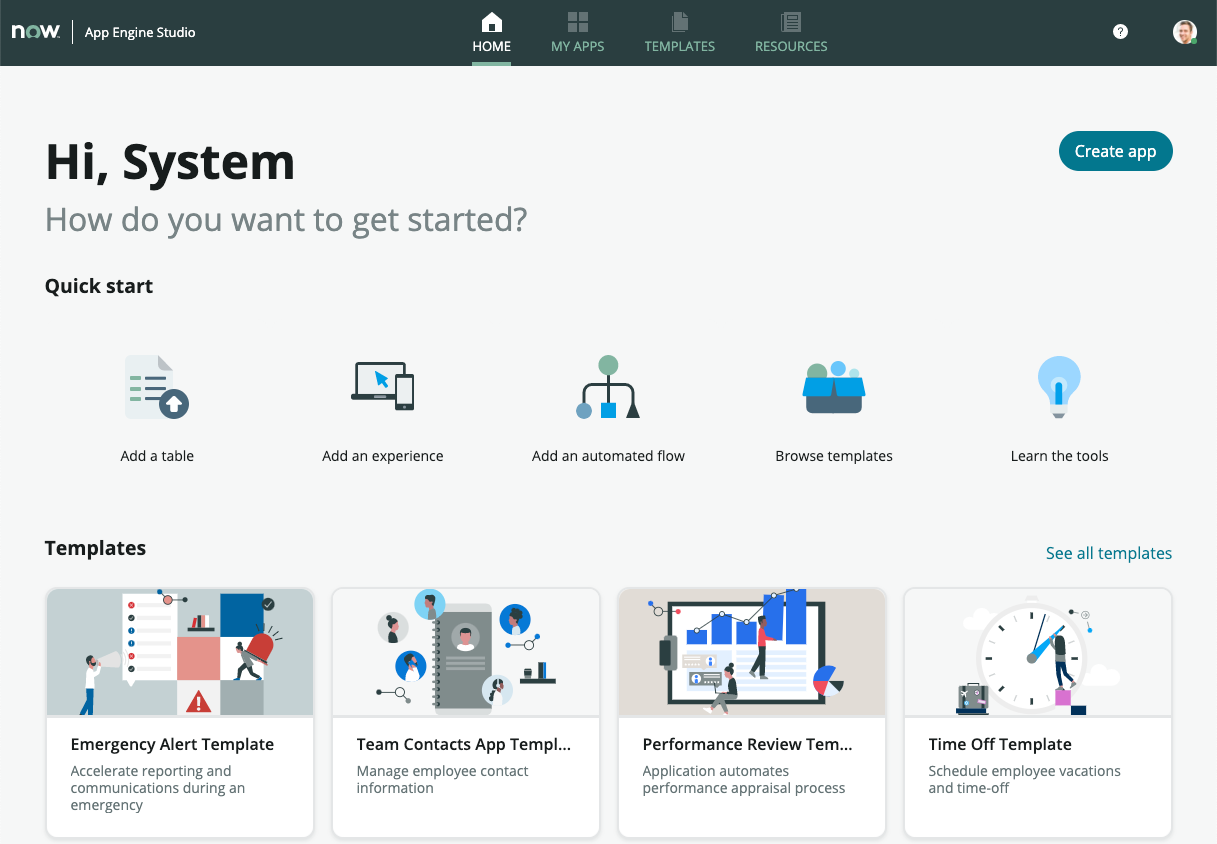 now App Engine Studio
HOME MY APPS TEMPLATES RESOURCES
?
Hi, System
Create app
How do you want to get started?
Quick start
Add a table
Add an experience
Add an automated flow
Browse templates
Learn the tools
Templates
See all templates
Emergency Alert Template
Accelerate reporting and
communications during an
emergency
Team Contacts App Templ...
Manage employee contact
information
Performance Review Tem...
Application automates
performance appraisal process
Time Off Template
Schedule employee vacations
and time-off